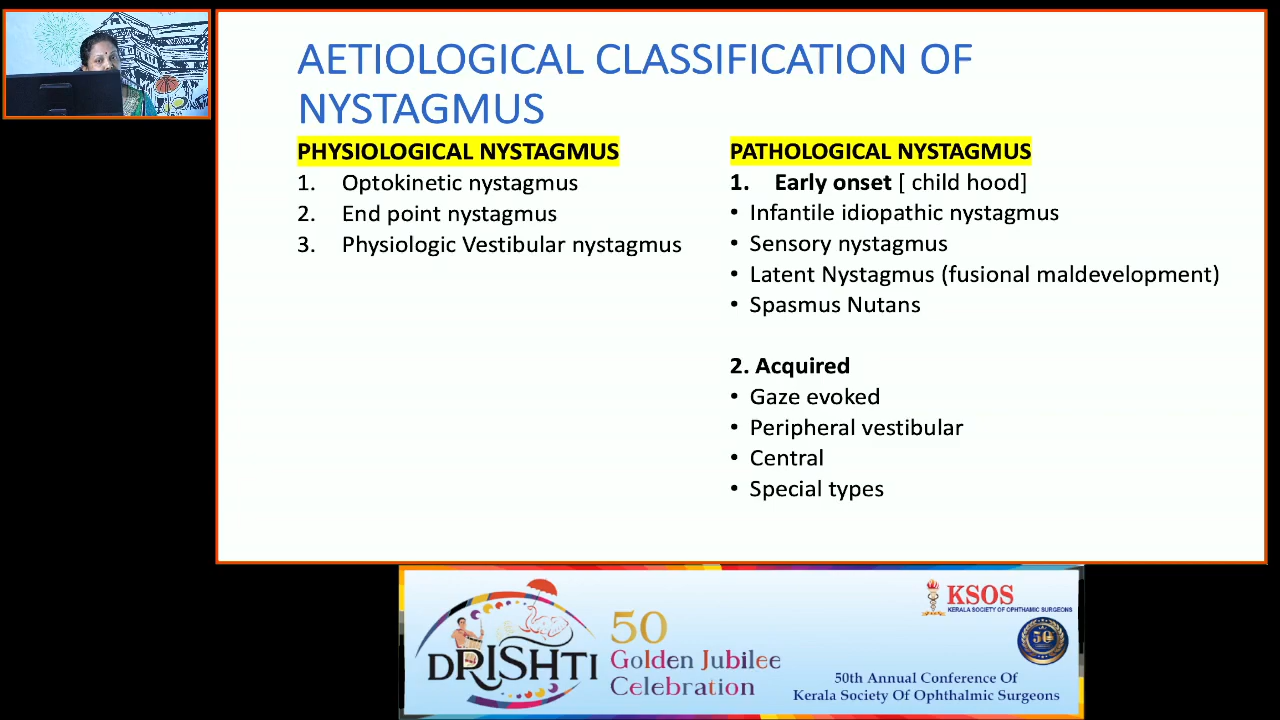 AETIOLOGICAL CLASSIFICATION OF
NYSTAGMUS
PHYSIOLOGICAL NYSTAGMUS
1. Optokinetic nystagmus
2. End point nystagmus
3. Physiologic Vestibular nystagmus
PATHOLOGICAL NYSTAGMUS
1. Early onset [ child hood]
• Infantile idiopathic nystagmus
• Sensory nystagmus
• Latent Nystagmus (fusional maldevelopment)
• Spasmus Nutans
2. Acquired
• Gaze evoked
• Peripheral vestibular
• Central
• Special types
DRISHTI
50
Golden Jubilee
Celebration
KSOS
KERALA SOCIETY OF OPHTHAMIC SURGEONS
50
50th Annual Conference Of
Kerala Society Of Ophthalmic Surgeons